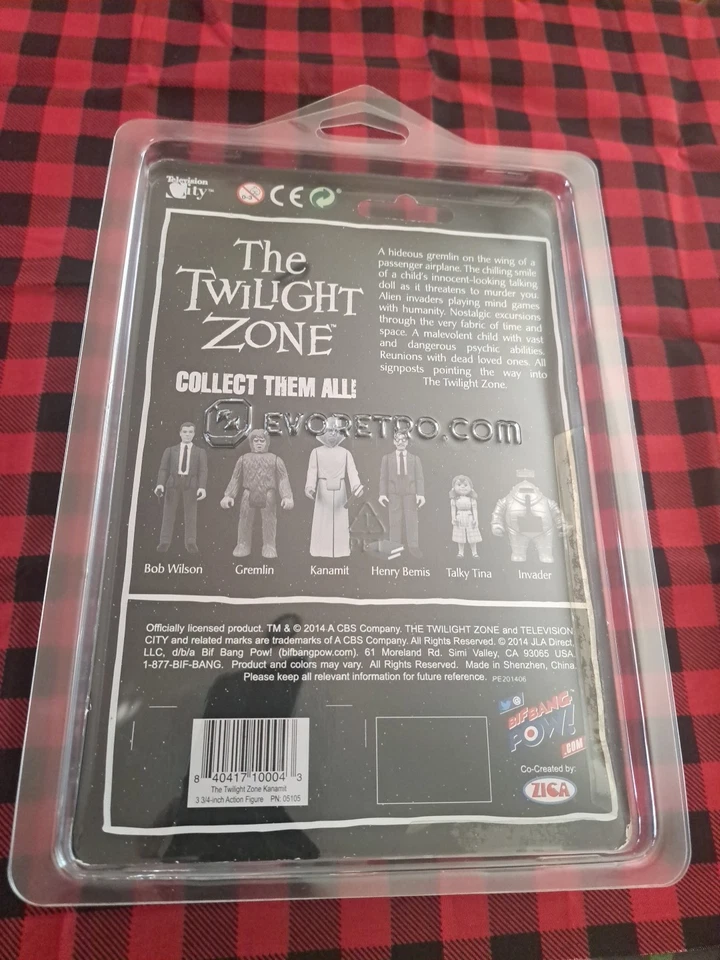 Television
City™
0-3
CE
The
TWILIGHT
ZONE™
A hideous gremlin on the wing of a
passenger airplane. The chilling smile
of a child's innocent-looking talking
doll as it threatens to murder you.
Alien invaders playing mind games
with humanity. Nostalgic excursions
through the very fabric of time and
space. A malevolent child with vast
and dangerous psychic abilities.
Reunions with dead loved ones. All
signposts pointing the way into
The Twilight Zone.
COLLECT THEM ALL!
EVORETRO.COM
Bob Wilson
Gremlin
Kanamit
Henry Bemis
Talky Tina
Invader
Officially licensed product. TM & © 2014 A CBS Company. THE TWILIGHT ZONE and TELEVISION
CITY and related marks are trademarks of A CBS Company. All Rights Reserved. © 2014 JLA Direct,
LLC, d/b/a Bif Bang Pow! (bifbangpow.com). 61 Moreland Rd. Simi Valley, CA 93065 USA
1-877-BIF-BANG. Product and colors may vary. All Rights Reserved. Made in Shenzhen, China.
Please keep all relevant information for future reference. PE201406
BIF BANG
POW!
.COM
8 40417 10004 3
The Twilight Zone Kanamit
3 3/4-inch Action Figure PN: 05105
Co-Created by:
ZICA